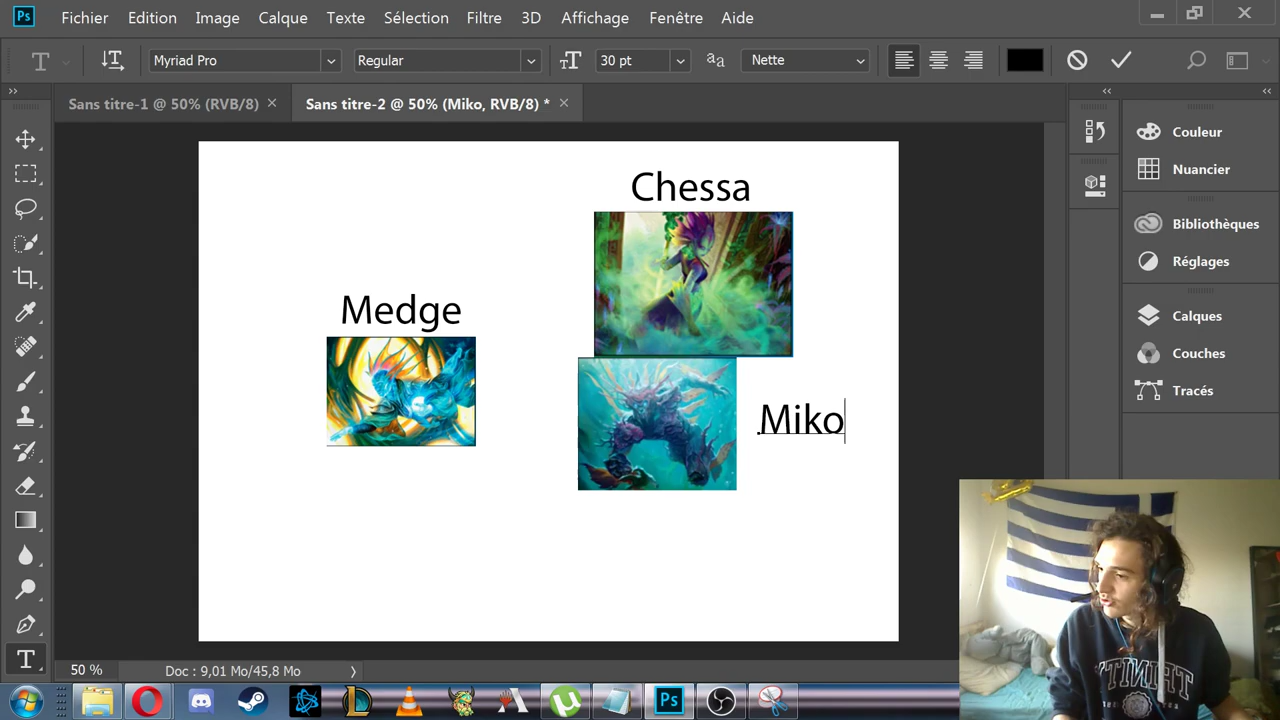 Ps Fichier Edition Image Calque Texte Sélection Filtre 3D Affichage Fenêtre Aide
T Myriad Pro Regular 30 pt Nette
Sans titre-1 @ 50% (RVB/8) Sans titre-2 @ 50% (Miko, RVB/8) *
Couleur
Nuancier
Bibliothèques
Réglages
Calques
Couches
Tracés
Chessa
Medge
Miko
T
50 % Doc : 9,01 Mo/45,8 Mo
Ps